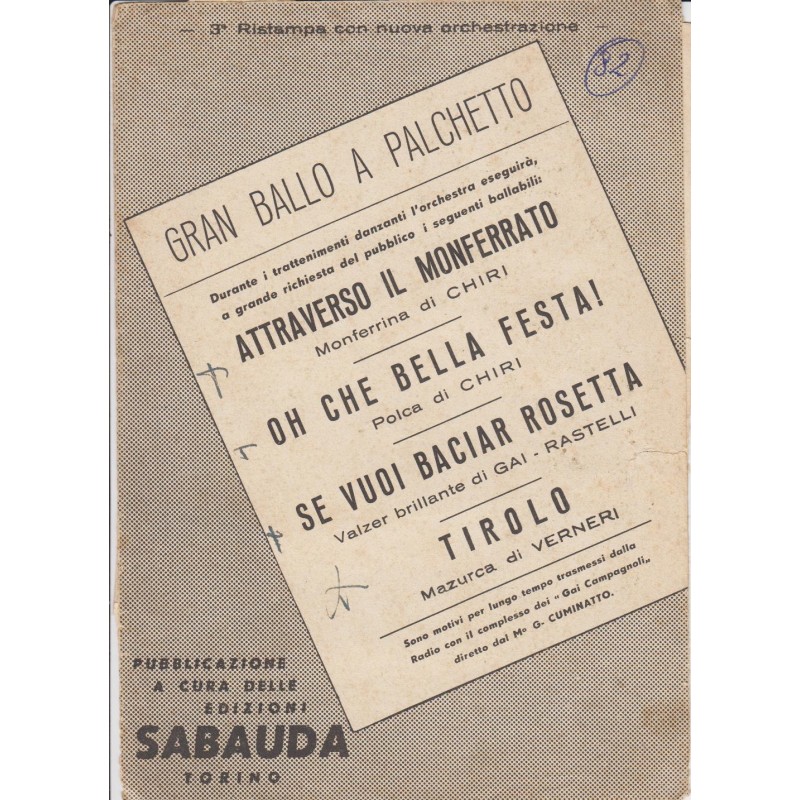 — 3ª Ristampa con nuova orchestrazione —
82
GRAN BALLO A PALCHETTO
Durante i trattenimenti danzanti l'orchestra eseguirà,
a grande richiesta del pubblico i seguenti ballabili:
ATTRAVERSO IL MONFERRATO
Monferrina di CHIRI
OH CHE BELLA FESTA!
Polca di CHIRI
SE VUOI BACIAR ROSETTA
Valzer brillante di GAI - RASTELLI
TIROLO
Mazurca di VERNERI
Sono motivi per lungo tempo trasmessi dalla
Radio con il complesso dei "Gai Campagnoli„
diretto dal Mº G. CUMINATTO.
PUBBLICAZIONE
A CURA DELLE
EDIZIONI
SABAUDA
TORINO